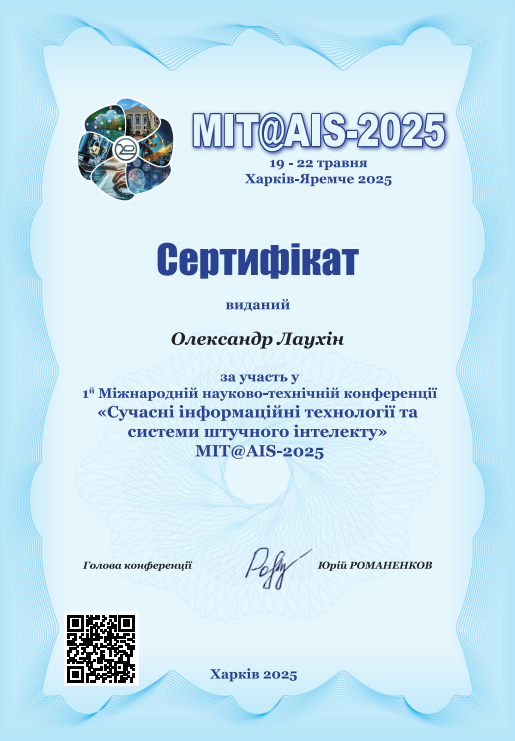 MIT@AIS-2025
19 - 22 травня
Харків-Яремче 2025
Сертифікат
виданий
Олександр Лаухін
за участь у
1й Міжнародній науково-технічній конференції
«Сучасні інформаційні технології та
системи штучного інтелекту»
MIT@AIS-2025
Голова конференції Юрій РОМАНЕНКОВ
Харків 2025